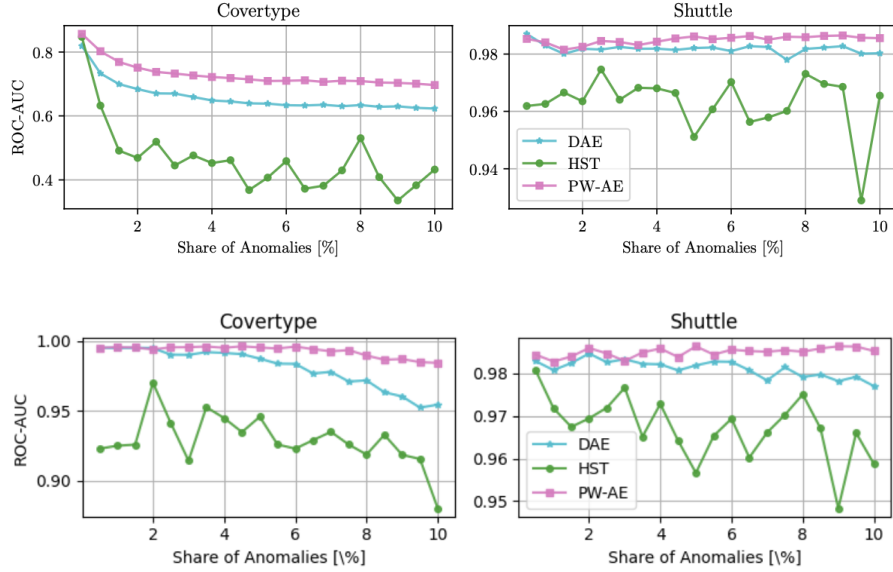 Covertype
Shuttle
ROC-AUC
0.8
0.6
0.4
2
4
6
8
10
Share of Anomalies [%]
0.98
0.96
0.94
DAE
HST
PW-AE
2
4
6
8
10
Share of Anomalies [%]
Covertype
Shuttle
ROC-AUC
1.00
0.95
0.90
2
4
6
8
10
Share of Anomalies [\%]
0.98
0.97
0.96
0.95
DAE
HST
PW-AE
2
4
6
8
10
Share of Anomalies [\%]